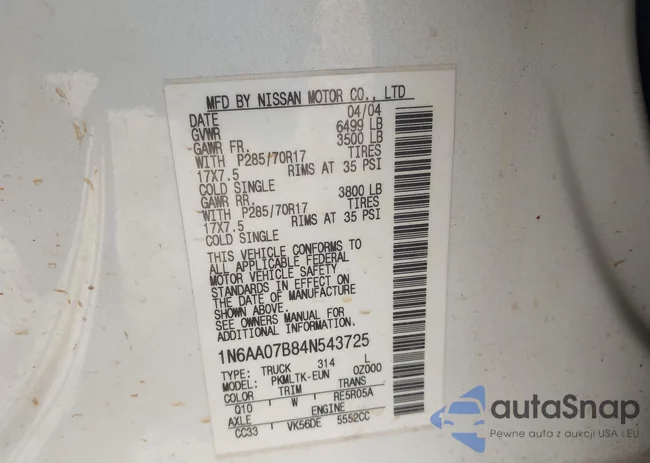 MFD BY NISSAN MOTOR CO., LTD
DATE 04/04
GVWR 6499 LB
GAWR FR. 3500 LB
WITH P285/70R17 TIRES
17X7.5 RIMS AT 35 PSI
COLD SINGLE
GAWR RR. 3800 LB
WITH P285/70R17 TIRES
17X7.5 RIMS AT 35 PSI
COLD SINGLE
THIS VEHICLE CONFORMS TO
ALL APPLICABLE FEDERAL
MOTOR VEHICLE SAFETY
STANDARDS IN EFFECT ON
THE DATE OF MANUFACTURE
SHOWN ABOVE.
SEE OWNERS MANUAL FOR
ADDITIONAL INFORMATION.
1N6AA07B84N543725
TYPE: TRUCK 314 L
MODEL: PKMLTK-EUN 0Z000
COLOR TRIM TRANS
Q10 W RE5R05A
AXLE ENGINE
CC33 VK56DE 5552CC
autoSnap
Pewne auta z aukcji USA i EU